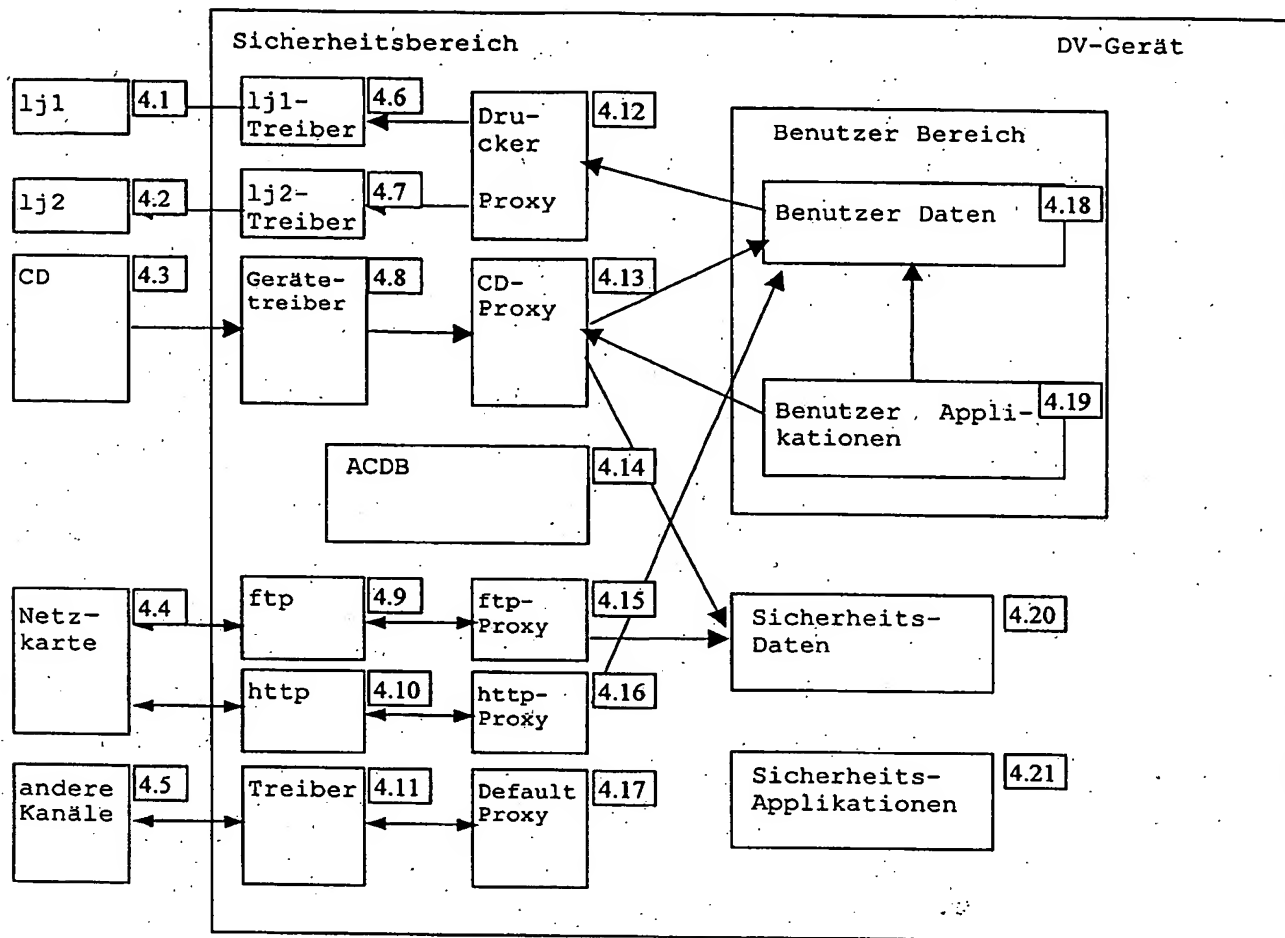 Sicherheitsbereich
DV-Gerät
lj1
4.1
lj1-
Treiber
4.6
Dru-
cker
Proxy
4.12
Benutzer Bereich
lj2
4.2
lj2-
Treiber
4.7
Benutzer Daten
4.18
CD
4.3
Geräte-
treiber
4.8
CD-
Proxy
4.13
Benutzer Appli-
kationen
4.19
ACDB
4.14
Netz-
karte
4.4
ftp
4.9
ftp-
Proxy
4.15
Sicherheits-
Daten
4.20
http
4.10
http-
Proxy
4.16
andere
Kanäle
4.5
Treiber
4.11
Default
Proxy
4.17
Sicherheits-
Applikationen
4.21